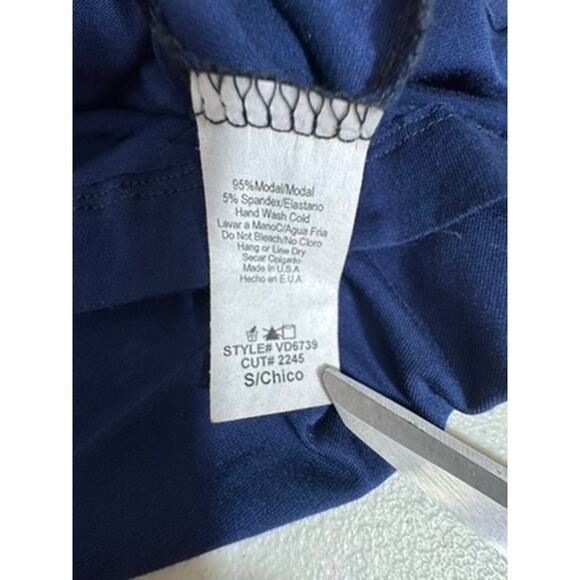 95%Modal/Modal
5% Spandex/Elastano
Hand Wash Cold
Lavar a ManoC/Agua Fria
Do Not Bleach/No Cloro
Hang or Line Dry
Secar Colgado
Made in U.S.A
Hecho en E.U.A.
STYLE# VD6739
CUT# 2245
S/Chico